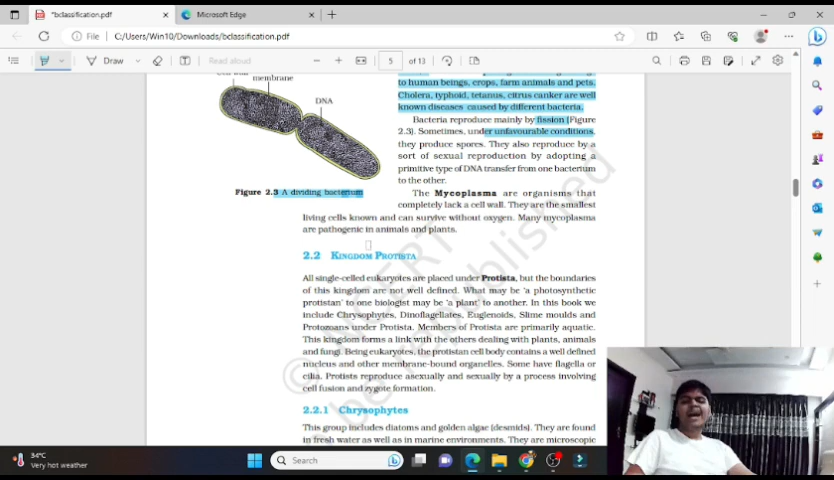 *bclassification.pdf
Microsoft Edge
File
C:/Users/Win10/Downloads/bclassification.pdf
Draw
Read aloud
5
of 13
membrane
DNA
to human beings, crops, farm animals and pets.
Cholera, typhoid, tetanus, citrus canker are well
known diseases caused by different bacteria.
Bacteria reproduce mainly by fission (Figure
2.3). Sometimes, under unfavourable conditions,
they produce spores. They also reproduce by a
sort of sexual reproduction by adopting a
primitive type of DNA transfer from one bacterium
to the other.
Figure 2.3 A dividing bacterium
The Mycoplasma are organisms that
completely lack a cell wall. They are the smallest
living cells known and can survive without oxygen. Many mycoplasma
are pathogenic in animals and plants.
2.2 KINGDOM PROTISTA
All single-celled eukaryotes are placed under Protista, but the boundaries
of this kingdom are not well defined. What may be 'a photosynthetic
protistan' to one biologist may be 'a plant' to another. In this book we
include Chrysophytes, Dinoflagellates, Euglenoids, Slime moulds and
Protozoans under Protista. Members of Protista are primarily aquatic.
This kingdom forms a link with the others dealing with plants, animals
and fungi. Being eukaryotes, the protistan cell body contains a well defined
nucleus and other membrane-bound organelles. Some have flagella or
cilia. Protists reproduce asexually and sexually by a process involving
cell fusion and zygote formation.
2.2.1 Chrysophytes
This group includes diatoms and golden algae (desmids). They are found
in fresh water as well as in marine environments. They are microscopic
© NCERT
be republished
34°C
Very hot weather
Search